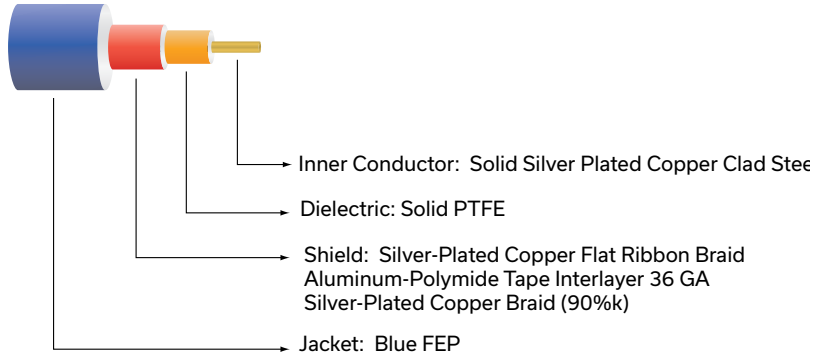 Inner Conductor: Solid Silver Plated Copper Clad Stee
Dielectric: Solid PTFE
Shield: Silver-Plated Copper Flat Ribbon Braid
Aluminum-Polymide Tape Interlayer 36 GA
Silver-Plated Copper Braid (90%k)
Jacket: Blue FEP